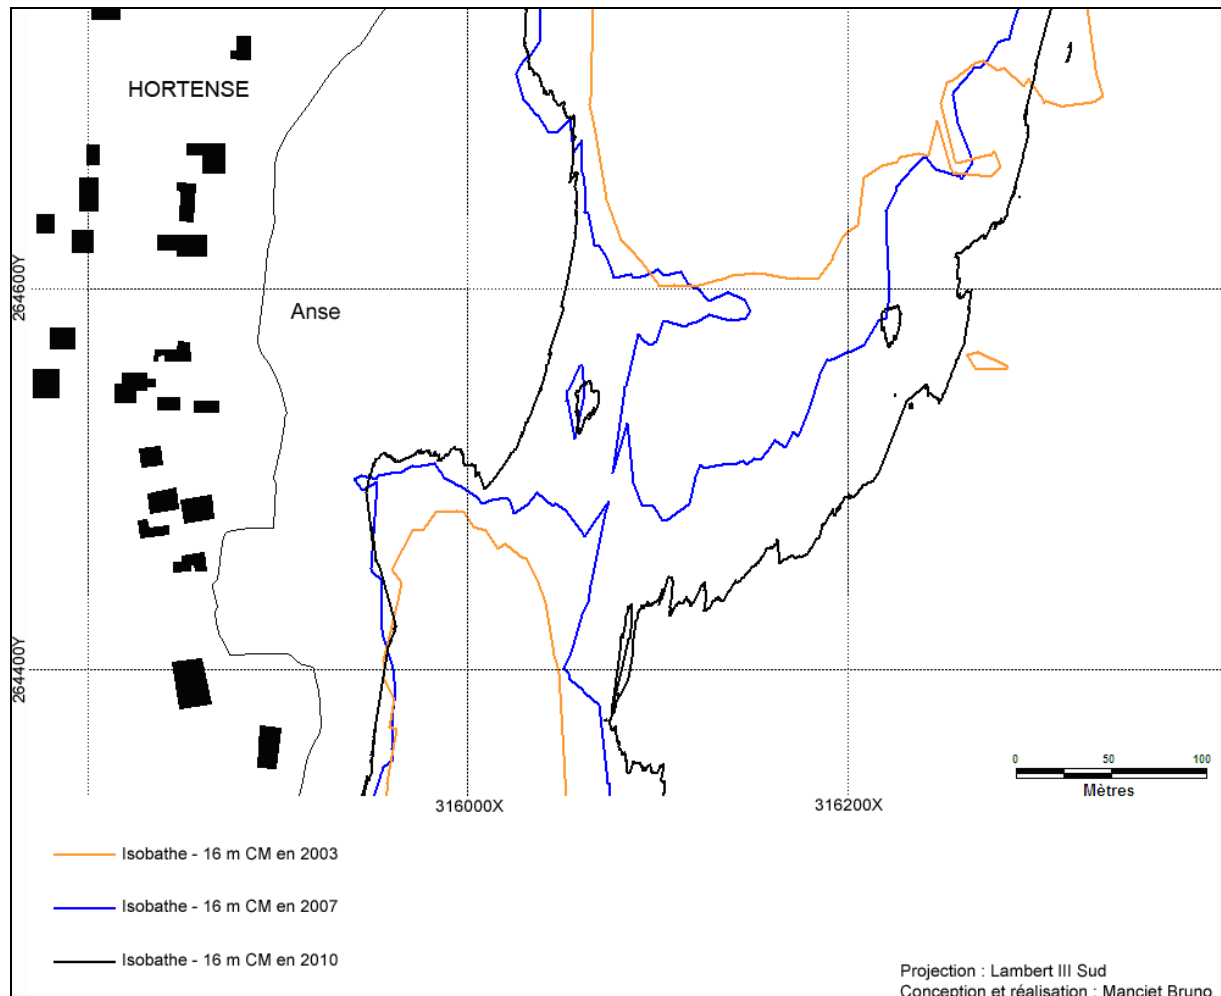 HORTENSE
Anse
264600Y
264400Y
316000X
316200X
0 50 100
Mètres
Isobathe - 16 m CM en 2003
Isobathe - 16 m CM en 2007
Isobathe - 16 m CM en 2010
Projection : Lambert III Sud
Conception et réalisation : Manciet Bruno